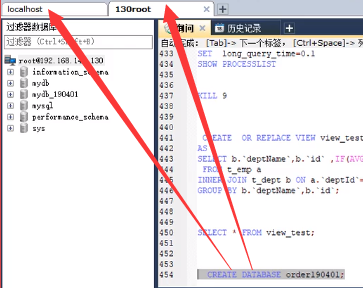 localhost
130root
过滤器数据库
过滤器 (Ctrl+Shift+B)
root@192.168.14
.130
information_schema
mydb
mydb_190401
mysql
performance_schema
sys
询问
历史记录
自动完成: [Tab]-> 下一个标签, [Ctrl+Space]->
433 SET long_query_time=0.1
434 SHOW PROCESSLIST
435
436
437 KILL 9
438
439
440
441 CREATE OR REPLACE VIEW view_test
442 AS
443 SELECT b.`deptName`,b.`id` ,IF(AVG
444 FROM t_emp a
445 INNER JOIN t_dept b ON a.`deptId`=
446 GROUP BY b.`deptName`,b.`id`;
447
448
449
450 SELECT * FROM view_test;
451
452
453
454 CREATE DATABASE order190401;